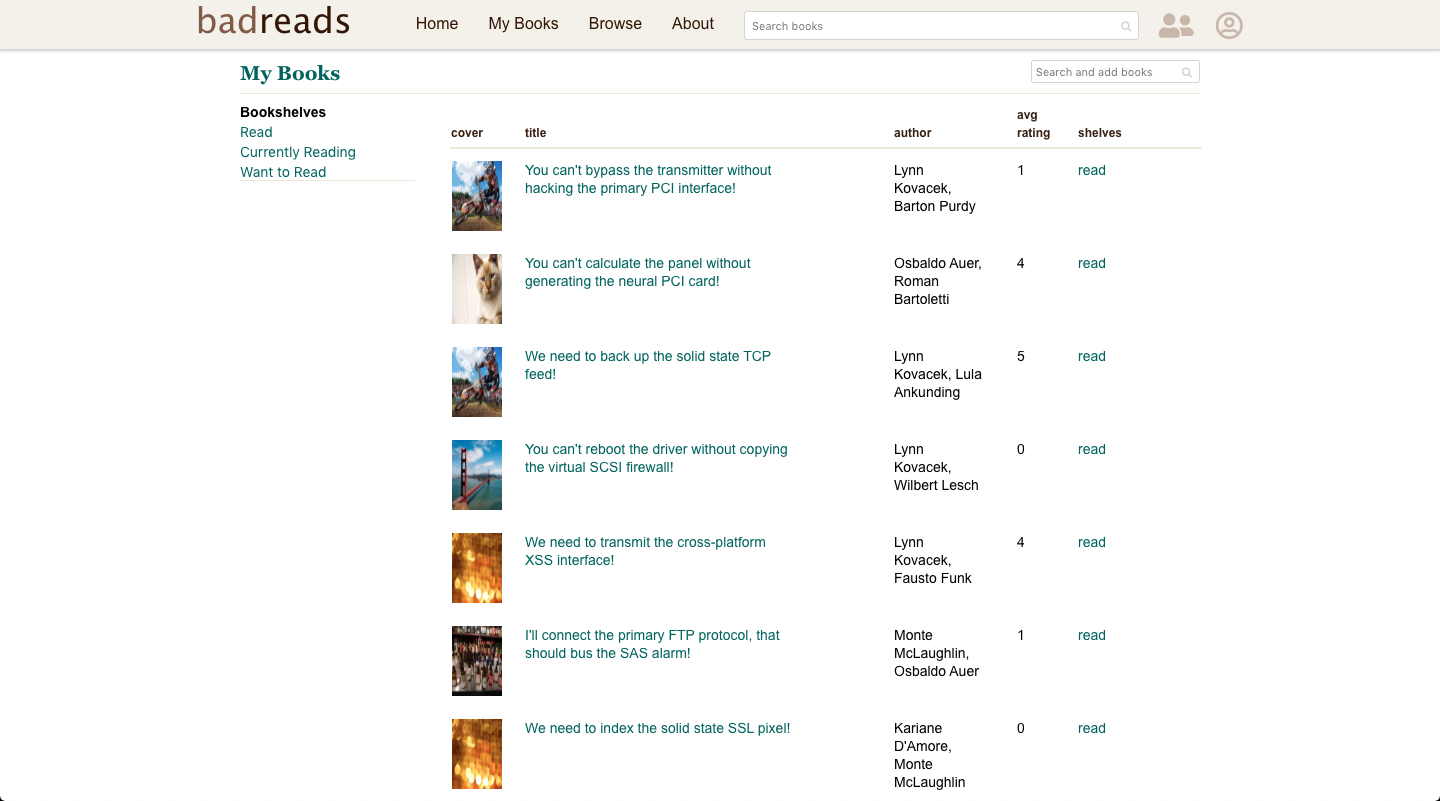 badreads
Home
My Books
Browse
About
Search books
My Books
Search and add books
Bookshelves
Read
Currently Reading
Want to Read
cover
title
author
avg
rating
shelves
You can't bypass the transmitter without
hacking the primary PCI interface!
Lynn
Kovacek,
Barton Purdy
1
read
You can't calculate the panel without
generating the neural PCI card!
Osbaldo Auer,
Roman
Bartoletti
4
read
We need to back up the solid state TCP
feed!
Lynn
Kovacek, Lula
Ankunding
5
read
You can't reboot the driver without copying
the virtual SCSI firewall!
Lynn
Kovacek,
Wilbert Lesch
0
read
We need to transmit the cross-platform
XSS interface!
Lynn
Kovacek,
Fausto Funk
4
read
I'll connect the primary FTP protocol, that
should bus the SAS alarm!
Monte
McLaughlin,
Osbaldo Auer
1
read
We need to index the solid state SSL pixel!
Kariane
D'Amore,
Monte
McLaughlin
0
read